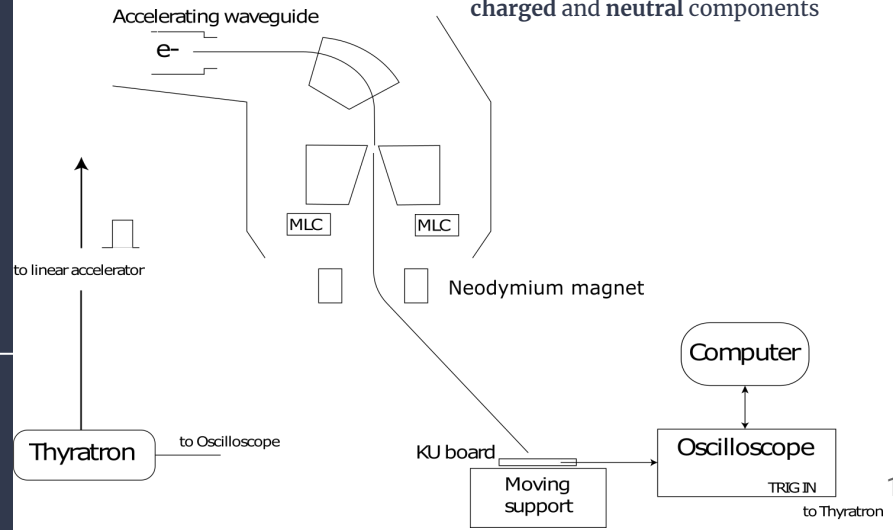 charged and neutral components
Accelerating waveguide
e-
MLC
MLC
to linear accelerator
Neodymium magnet
Computer
Thyratron
to Oscilloscope
KU board
Oscilloscope
Moving
support
TRIG IN
to Thyratron